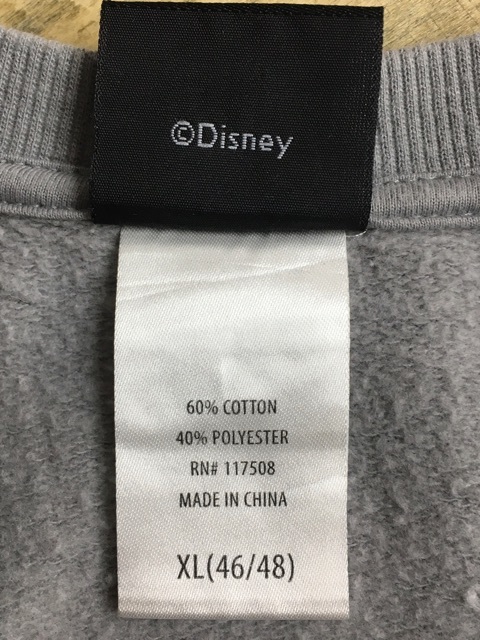 ©Disney
60% COTTON
40% POLYESTER
RN# 117508
MADE IN CHINA
XL(46/48)